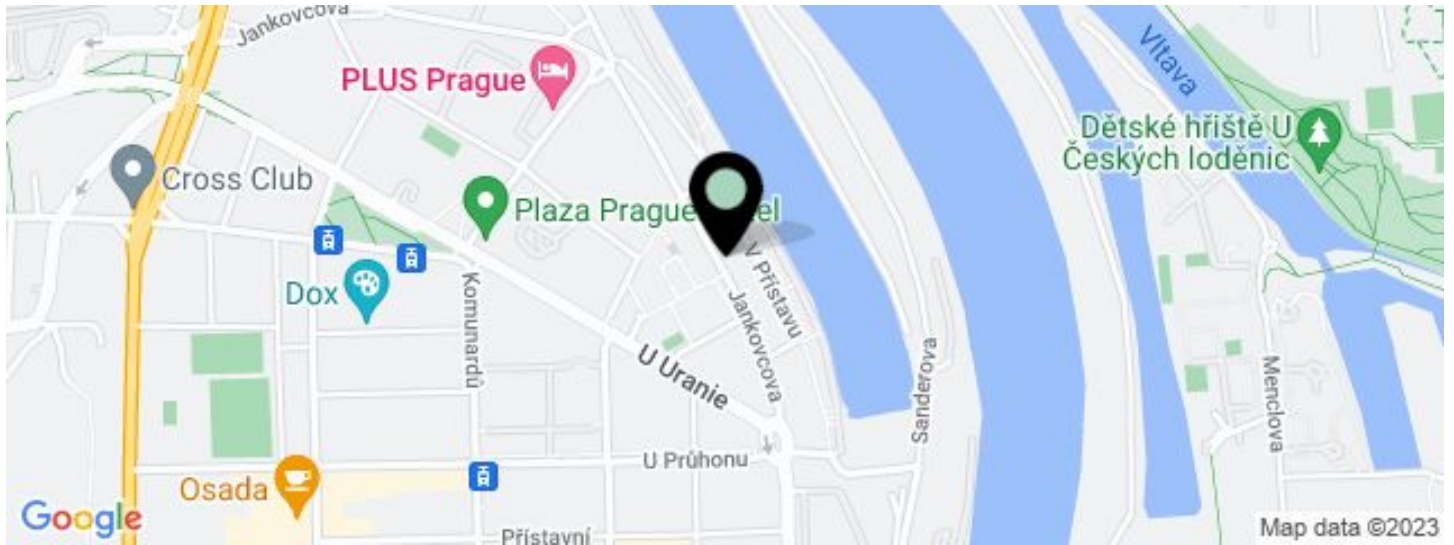 Jankovcova
PLUS Prague
Vltava
Dětské hřiště U
Českých loděnic
Cross Club
Plaza Prague
el
V Přístavu
Dox
Komunardů
Jankovcova
U Uranie
Sanderova
Menclova
U Průhonu
Osada
Google
Přístavní
Map data ©2023